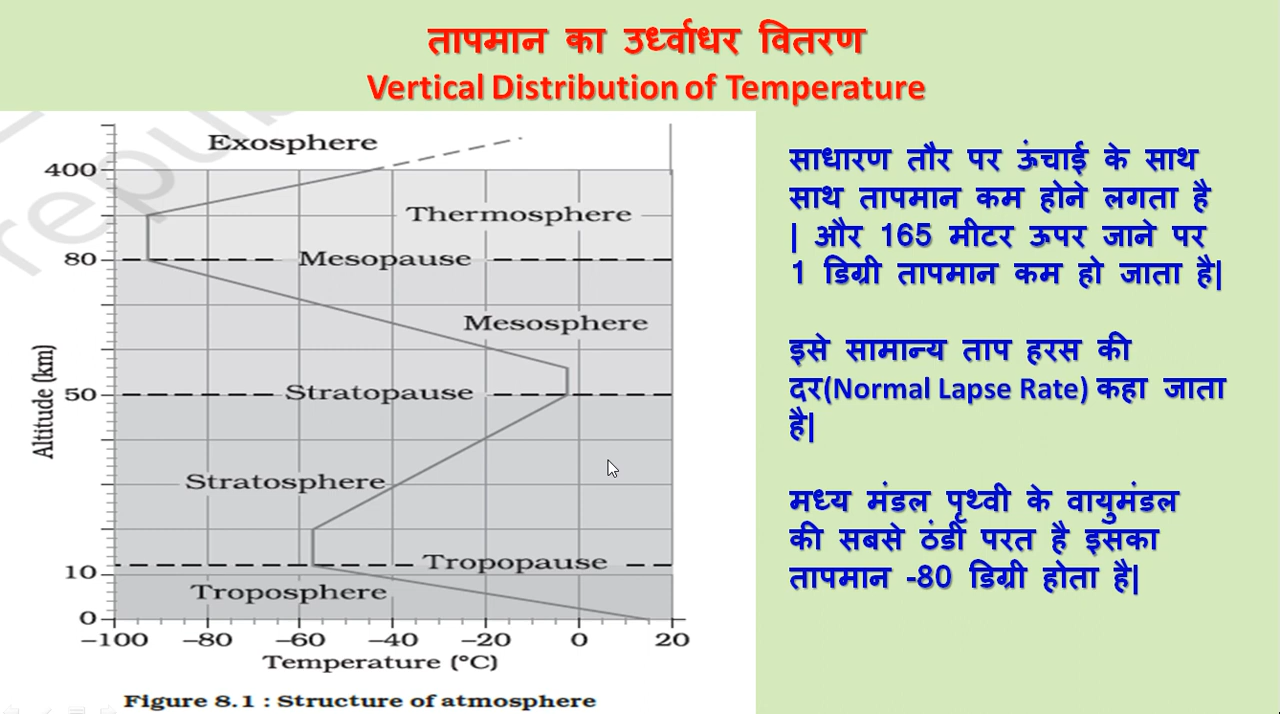 तापमान का उर्ध्वाधर वितरण
Vertical Distribution of Temperature
republ
Exosphere
400
Thermosphere
80
Mesopause
Mesosphere
50
Stratopause
Stratosphere
Tropopause
10
Troposphere
0
–100 –80 –60 –40 –20 0 20
Altitude (km)
Temperature (°C)
Figure 8.1 : Structure of atmosphere
साधारण तौर पर ऊंचाई के साथ
साथ तापमान कम होने लगता है
| और 165 मीटर ऊपर जाने पर
1 डिग्री तापमान कम हो जाता है|
इसे सामान्य ताप हरस की
दर(Normal Lapse Rate) कहा जाता
है|
मध्य मंडल पृथ्वी के वायुमंडल
की सबसे ठंडी परत है इसका
तापमान -80 डिग्री होता है|